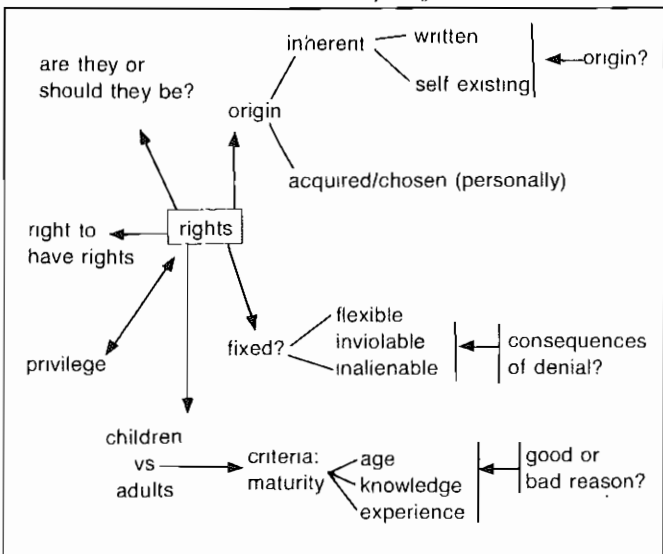 inherent
written
self existing
origin?
are they or
should they be?
origin
acquired/chosen (personally)
rights
right to
have rights
privilege
fixed?
flexible
inviolable
inalienable
consequences
of denial?
children
vs
adults
criteria:
maturity
age
knowledge
experience
good or
bad reason?